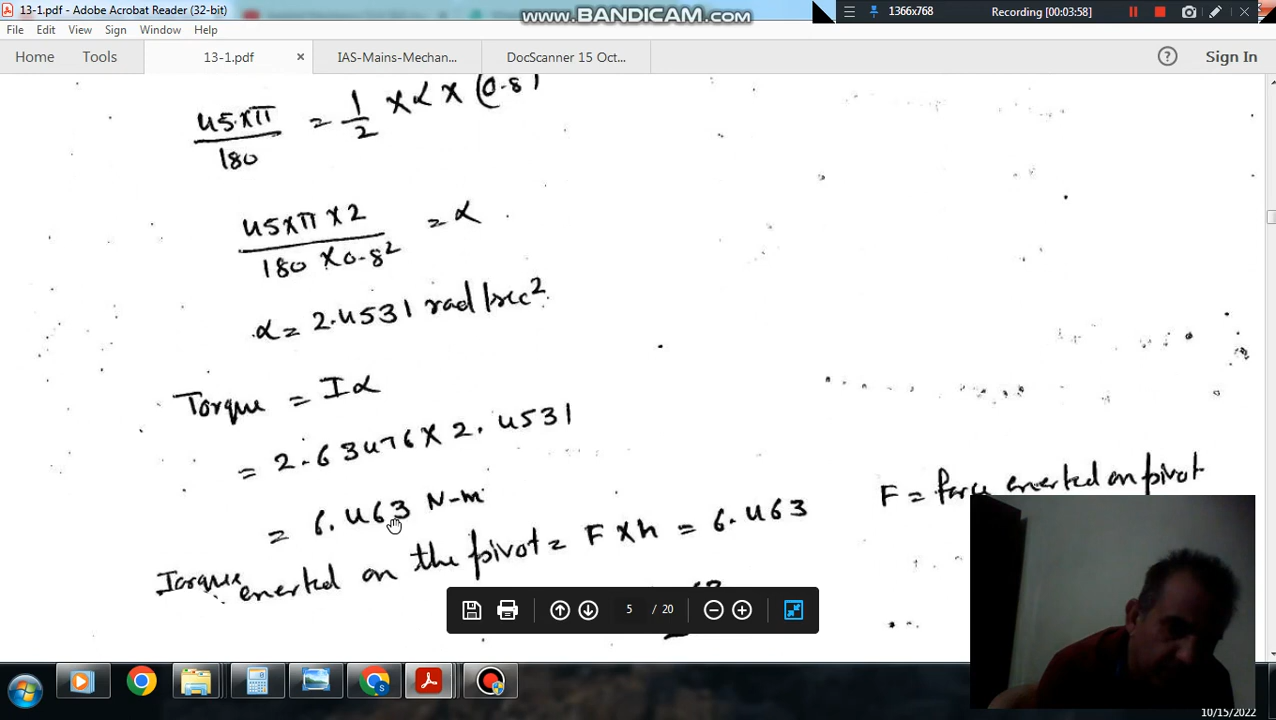 13-1.pdf - Adobe Acrobat Reader (32-bit)
www.BANDICAM.com
1366x768
Recording [00:03:58]
File Edit View Sign Window Help
Home Tools 13-1.pdf × IAS-Mains-Mechan... DocScanner 15 Oct... Sign In
45×π/180 = 1/2 × α × (0.8)
45×π×2/180×0.8² = α
α = 2.4531 rad/sec²
Torque = Iα
= 2.63476 × 2.4531
= 6.463 N-m
F = force exerted on pivot
Torque exerted on the pivot = F × h = 6.463
5 / 20
10/15/2022